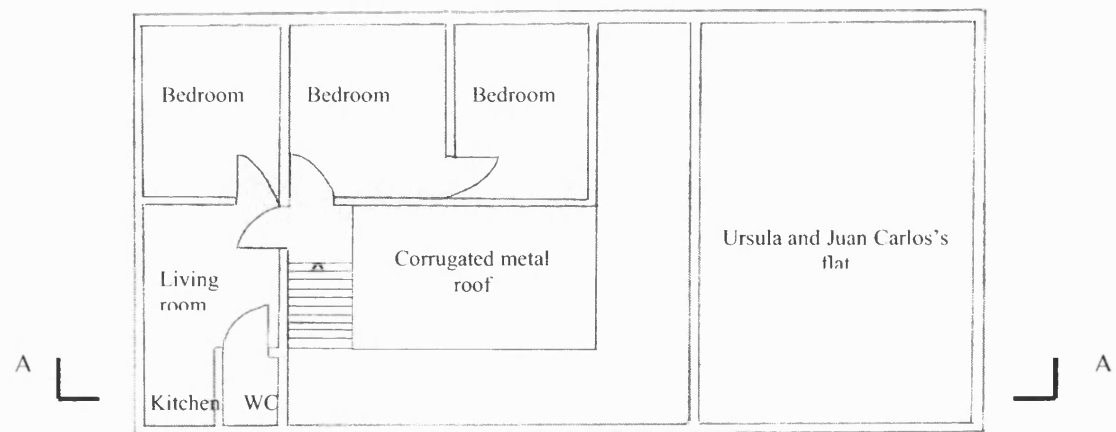 Bedroom
Bedroom
Bedroom
Ursula and Juan Carlos's
flat
Corrugated metal
roof
Living
room
A
A
Kitchen
WC